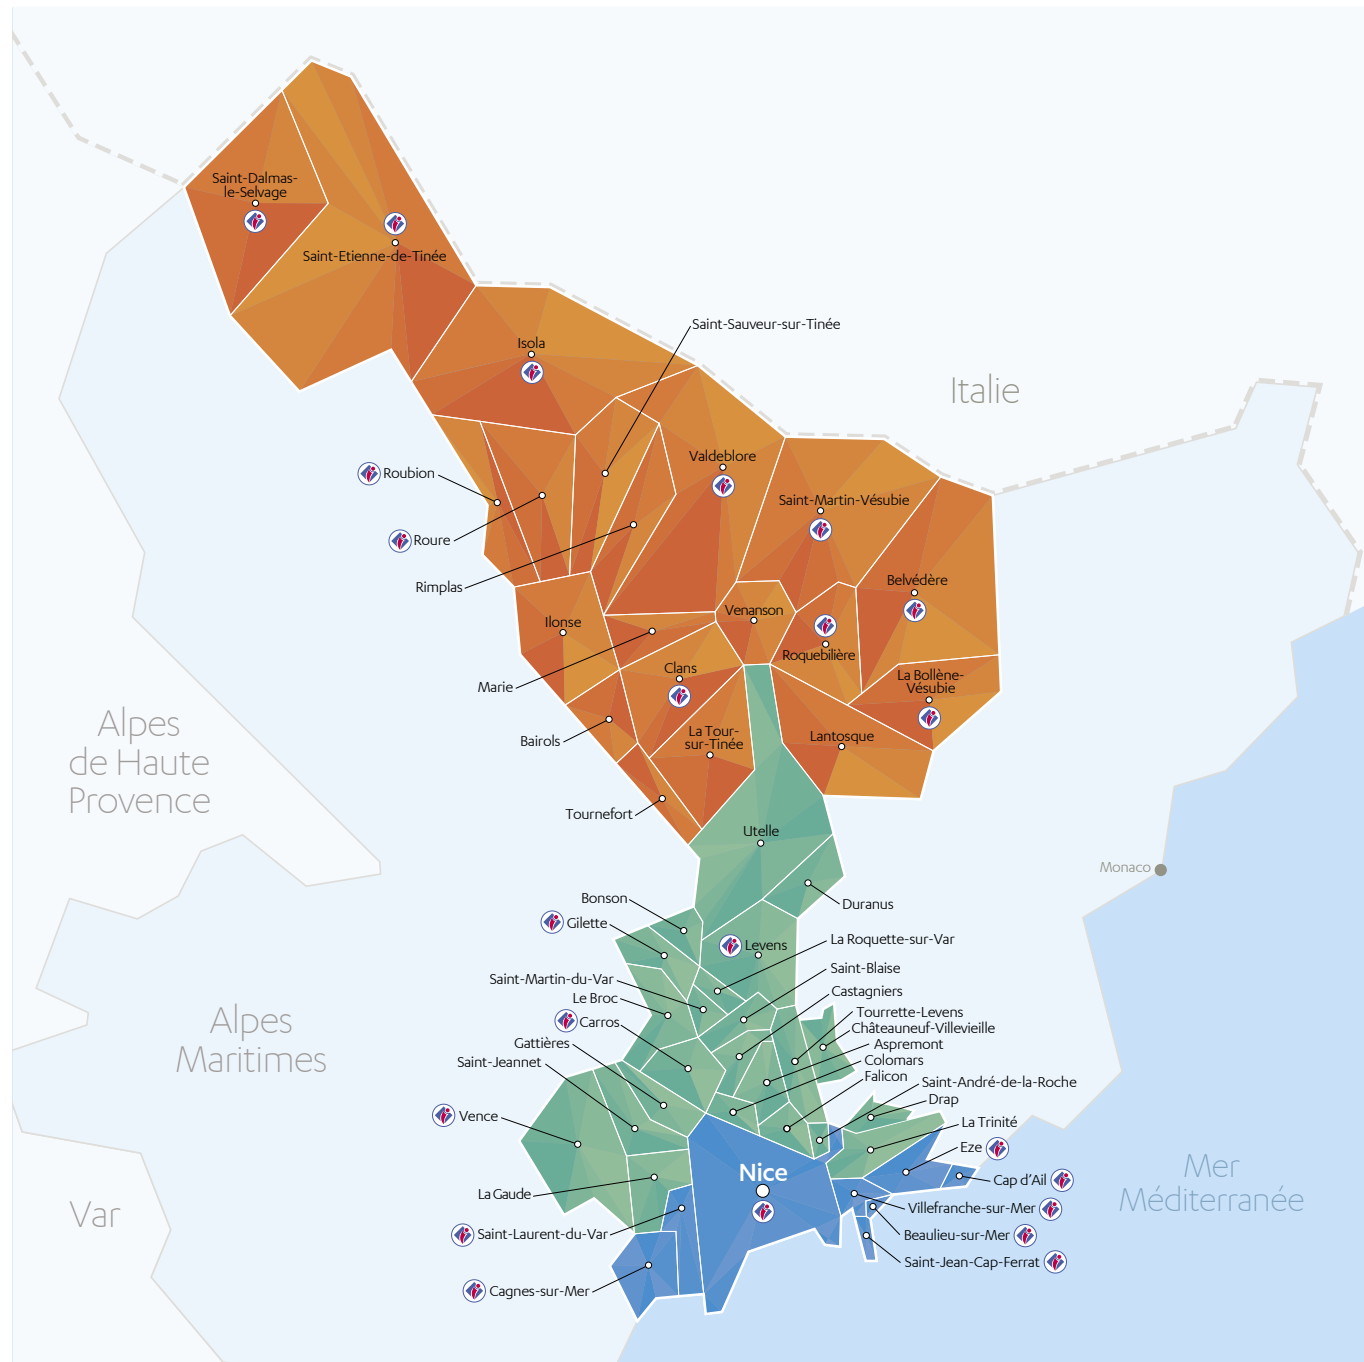 Saint-Dalmas-
le-Selvage
Saint-Etienne-de-Tinée
Saint-Sauveur-sur-Tinée
Isola
Italie
Valdeblore
Roubion
Saint-Martin-Vésubie
Roure
Rimplas
Belvédère
Venanson
Ilonse
Roquebilière
Clans
La Bollène-
Vésubie
Marie
La Tour-
sur-Tinée
Lantosque
Bairols
Alpes
de Haute
Provence
Tournefort
Utelle
Monaco
Bonson
Duranus
Gilette
La Roquette-sur-Var
Levens
Saint-Blaise
Saint-Martin-du-Var
Castagniers
Le Broc
Tourrette-Levens
Carros
Châteauneuf-Villevieille
Alpes
Maritimes
Gattières
Aspremont
Colomars
Saint-Jeannet
Falicon
Saint-André-de-la-Roche
Drap
Vence
La Trinité
Eze
Nice
Cap d'Ail
Mer
Méditerranée
La Gaude
Villefranche-sur-Mer
Var
Saint-Laurent-du-Var
Beaulieu-sur-Mer
Saint-Jean-Cap-Ferrat
Cagnes-sur-Mer